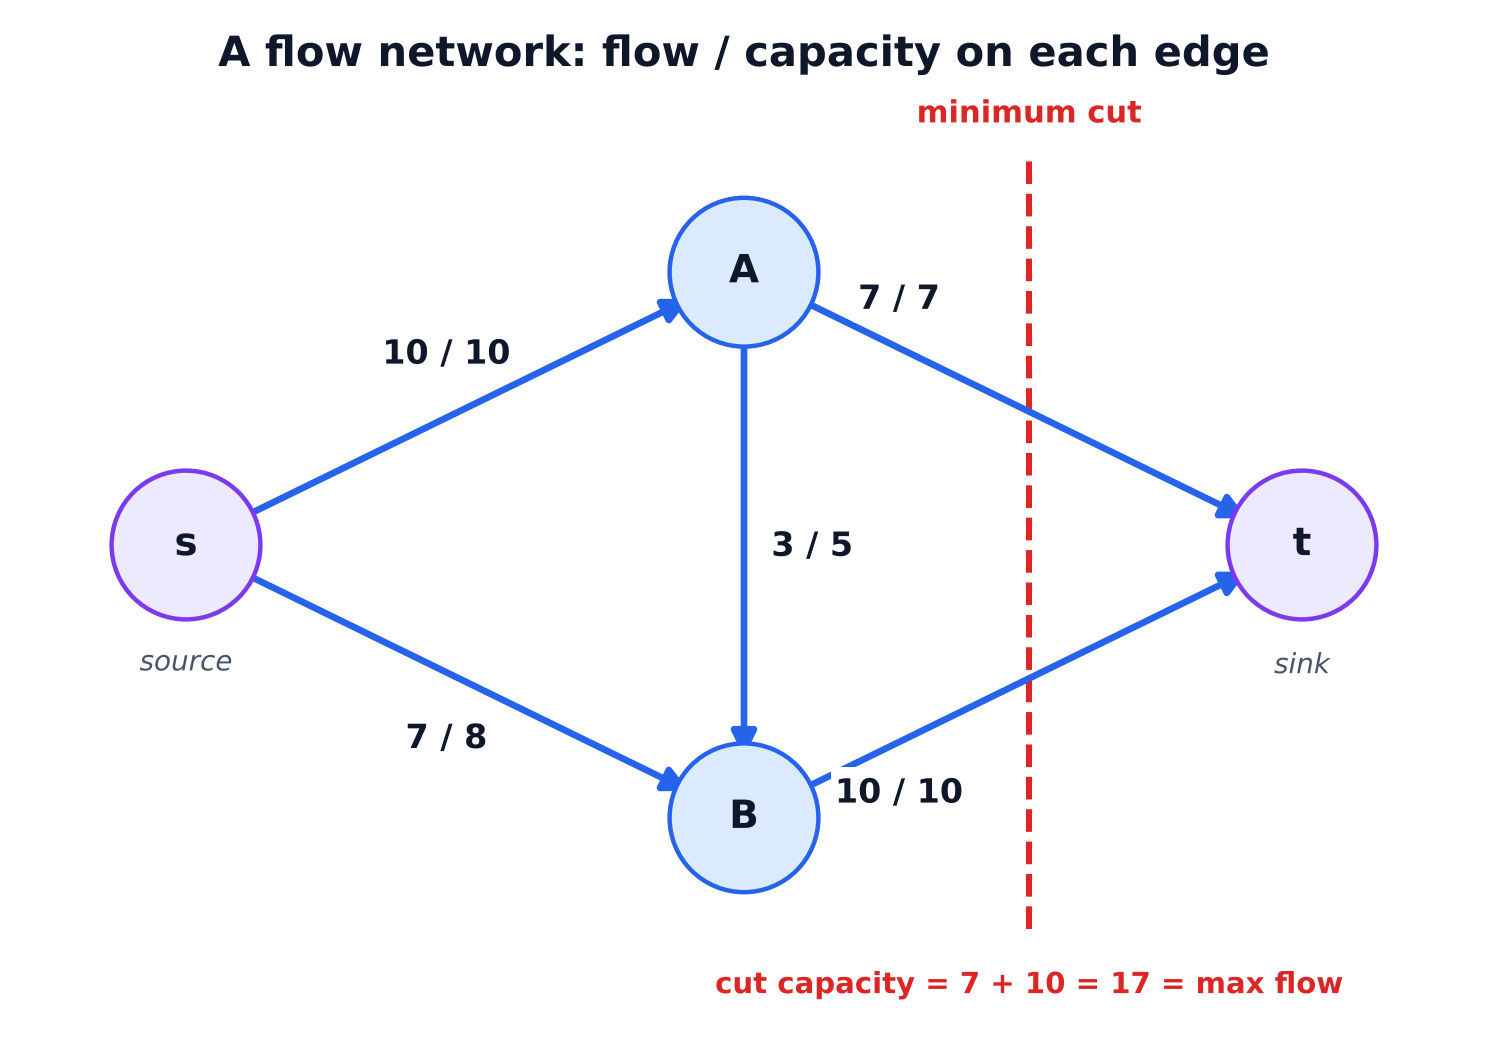 A flow network: flow / capacity on each edge
minimum cut
A
7 / 7
10 / 10
s
3 / 5
t
source
sink
7 / 8
10 / 10
B
cut capacity = 7 + 10 = 17 = max flow